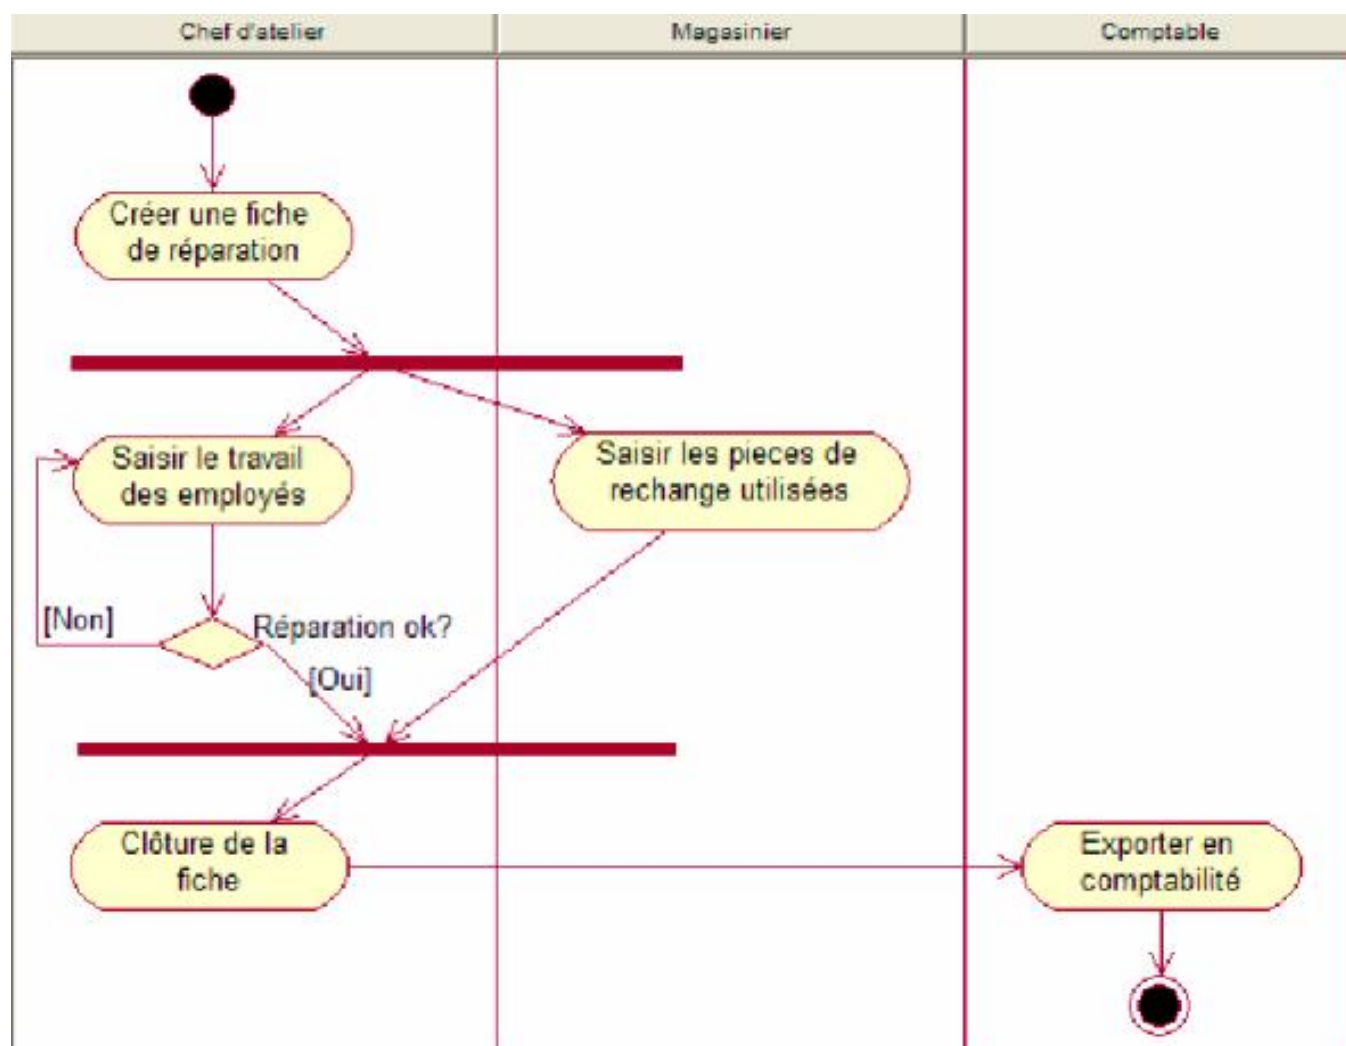 Chef d'atelier
Magasinier
Comptable
Créer une fiche
de réparation
Saisir le travail
des employés
Saisir les pieces de
rechange utilisées
[Non]
Réparation ok?
[Oui]
Clôture de la
fiche
Exporter en
comptabilité